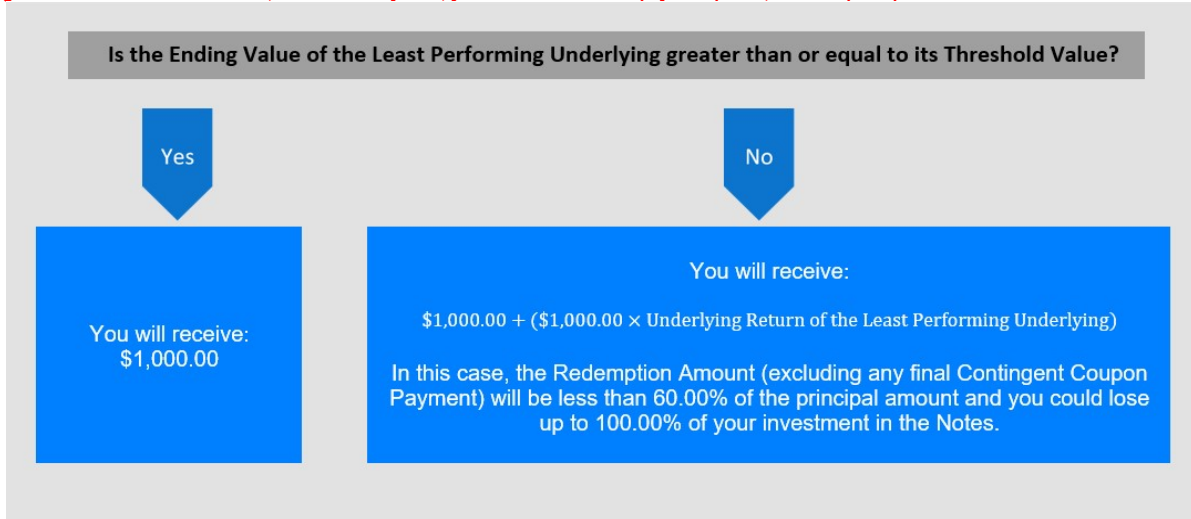 Is the Ending Value of the Least Performing Underlying greater than or equal to its Threshold Value?
Yes
No
You will receive:
$1,000.00
You will receive:
$1,000.00 + ($1,000.00 × Underlying Return of the Least Performing Underlying)
In this case, the Redemption Amount (excluding any final Contingent Coupon
Payment) will be less than 60.00% of the principal amount and you could lose
up to 100.00% of your investment in the Notes.